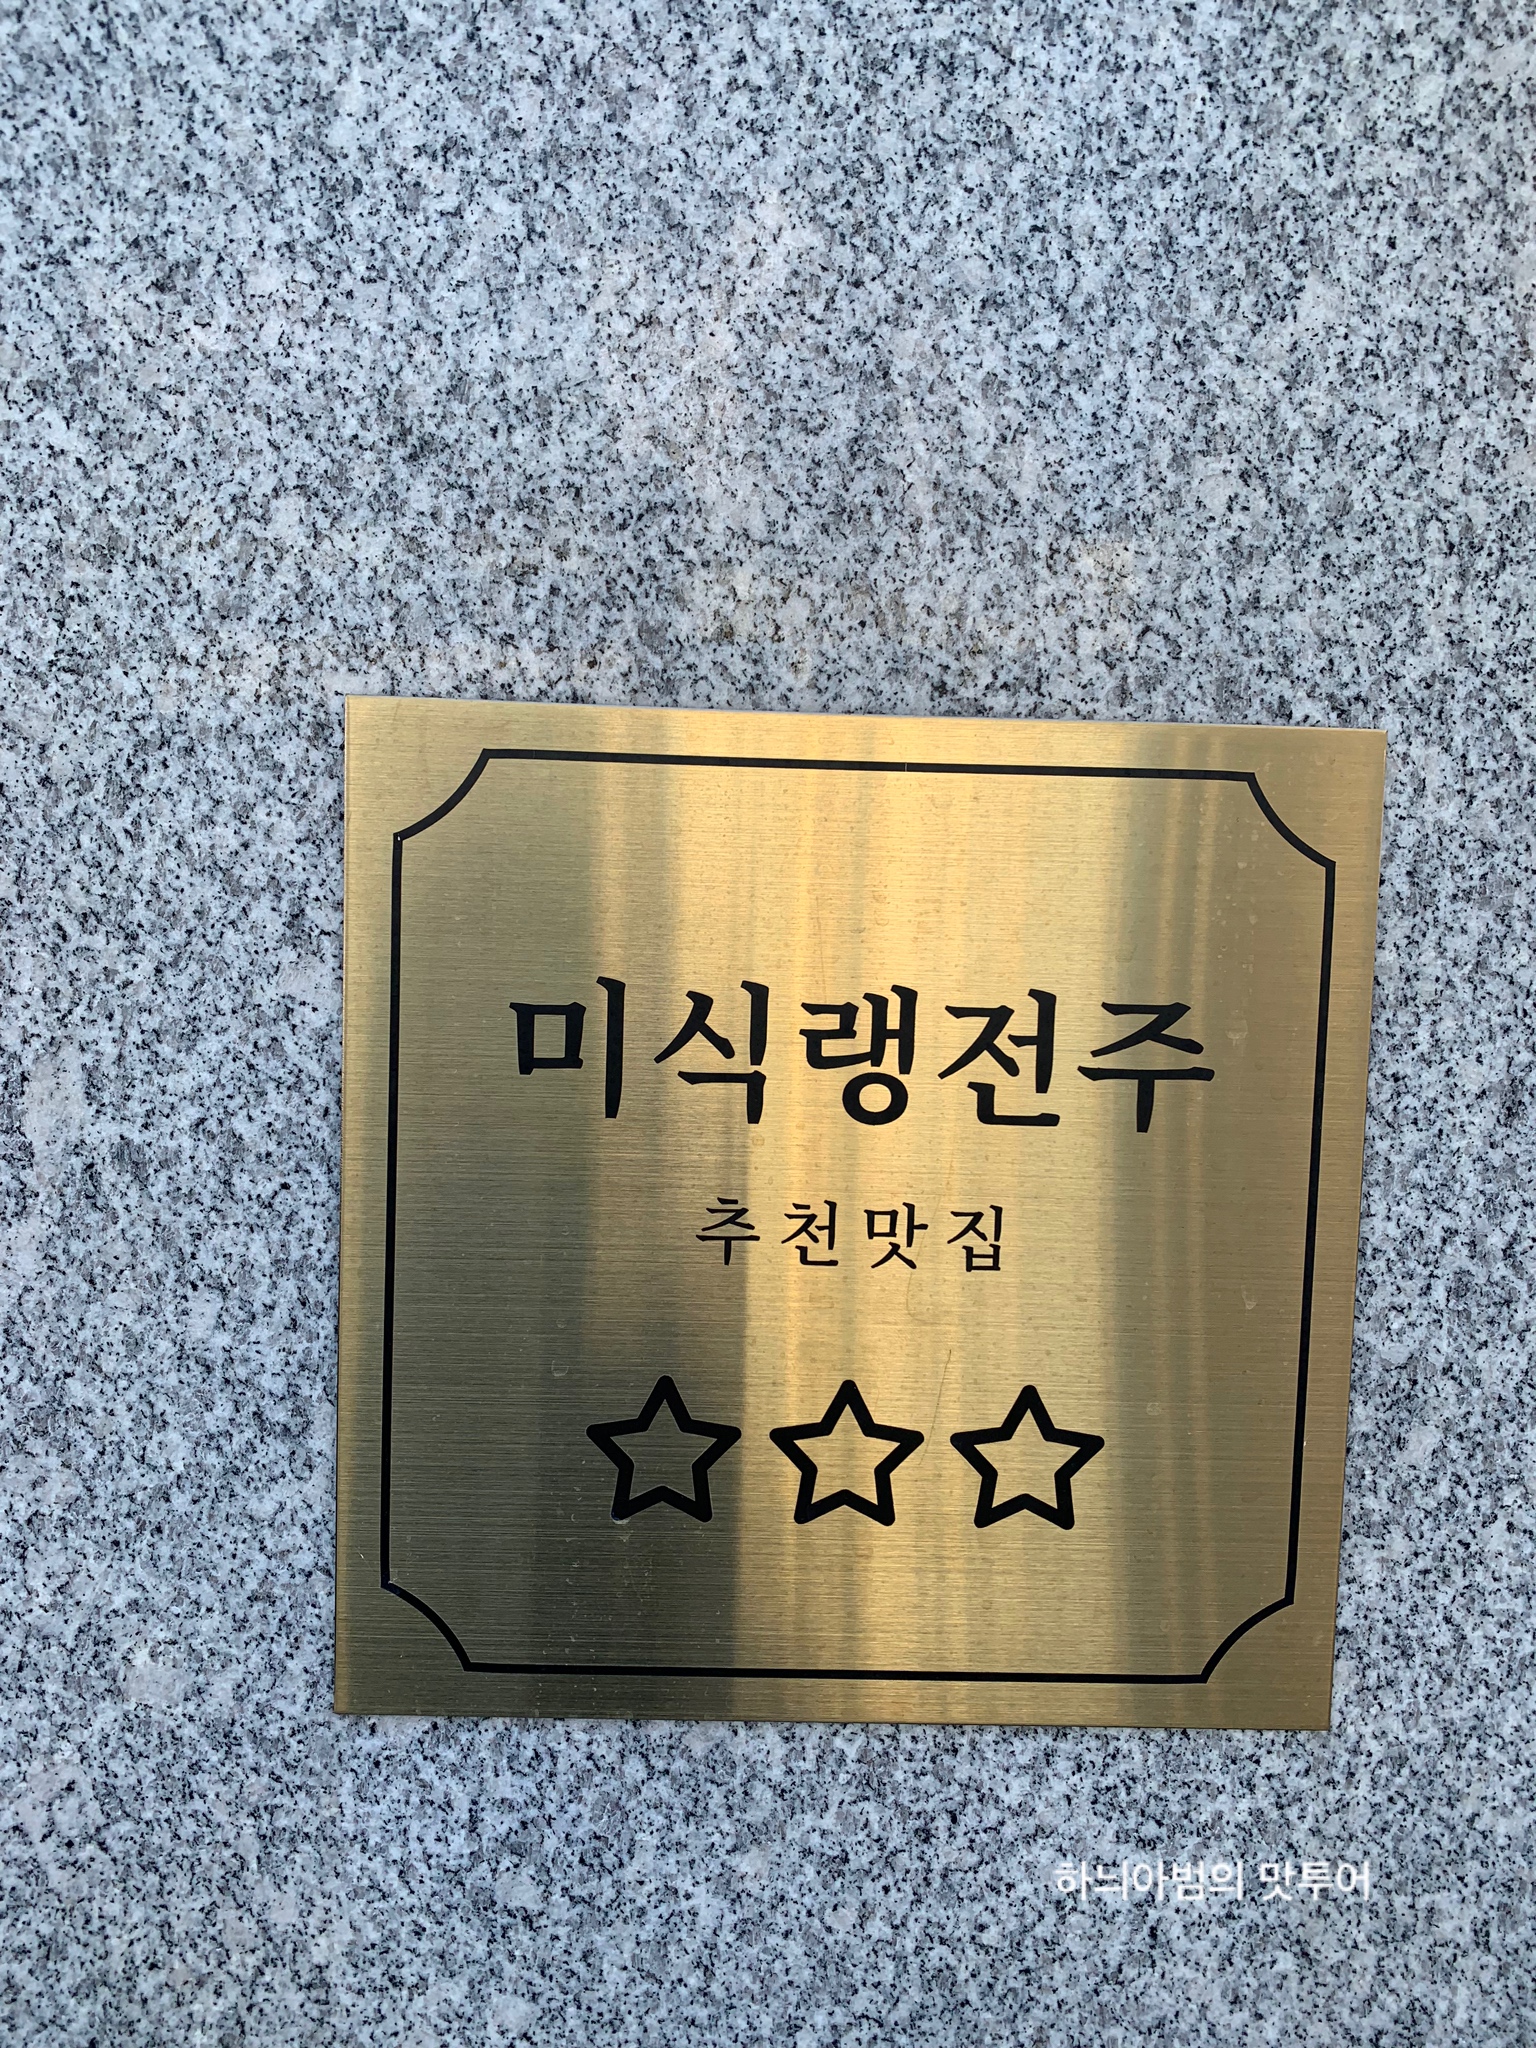 미식랭전주
추천맛집
하늬아범의 맛투어